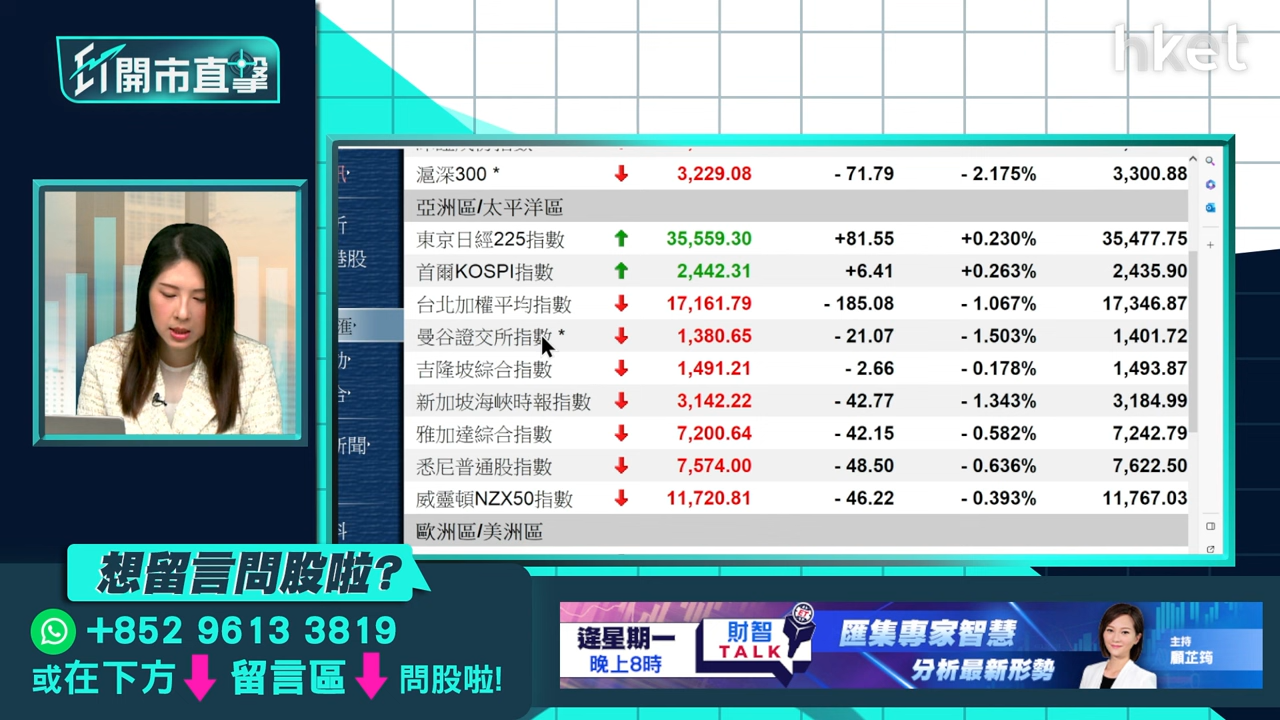 hket
ET開市直擊
滬深300 * 3,229.08 - 71.79 - 2.175% 3,300.88
亞洲區/太平洋區
東京日經225指數 35,559.30 +81.55 +0.230% 35,477.75
首爾KOSPI指數 2,442.31 +6.41 +0.263% 2,435.90
台北加權平均指數 17,161.79 - 185.08 - 1.067% 17,346.87
曼谷證交所指數 * 1,380.65 - 21.07 - 1.503% 1,401.72
吉隆坡綜合指數 1,491.21 - 2.66 - 0.178% 1,493.87
新加坡海峽時報指數 3,142.22 - 42.77 - 1.343% 3,184.99
雅加達綜合指數 7,200.64 - 42.15 - 0.582% 7,242.79
悉尼普通股指數 7,574.00 - 48.50 - 0.636% 7,622.50
威靈頓NZX50指數 11,720.81 - 46.22 - 0.393% 11,767.03
歐洲區/美洲區
港股
匯
新聞
想留言問股啦?
+852 9613 3819
或在下方 留言區 問股啦!
逢星期一
晚上8時
財智
TALK
匯集專家智慧
分析最新形勢
主持
顧芷筠